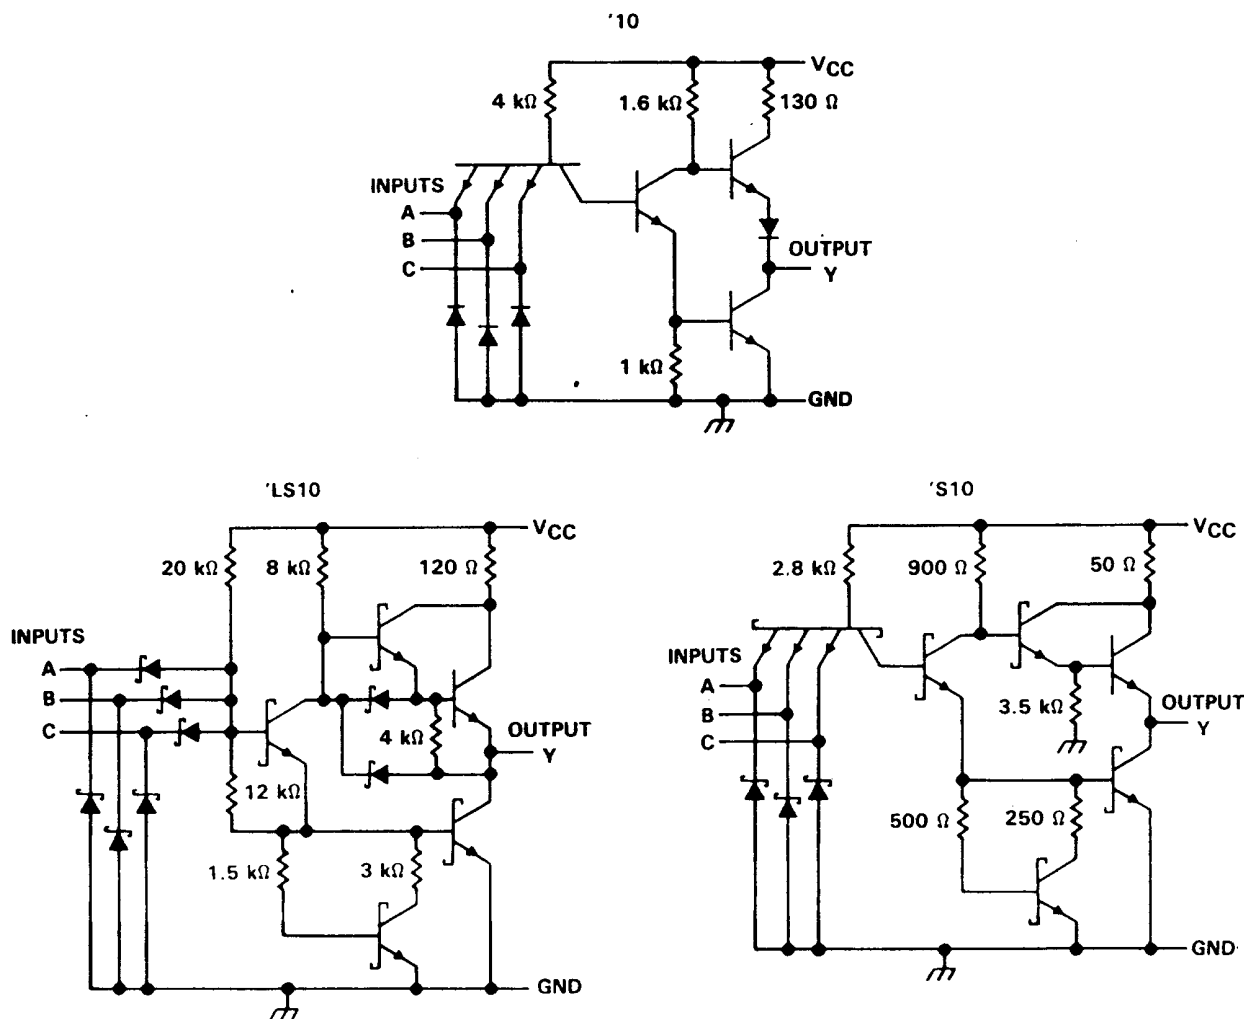 '10
VCC
4 kΩ
1.6 kΩ
130 Ω
INPUTS
A
B
C
OUTPUT
Y
1 kΩ
GND
'LS10
VCC
20 kΩ
8 kΩ
120 Ω
INPUTS
A
B
C
4 kΩ
OUTPUT
Y
12 kΩ
1.5 kΩ
3 kΩ
GND
'S10
VCC
2.8 kΩ
900 Ω
50 Ω
INPUTS
A
B
C
3.5 kΩ
OUTPUT
Y
500 Ω
250 Ω
GND